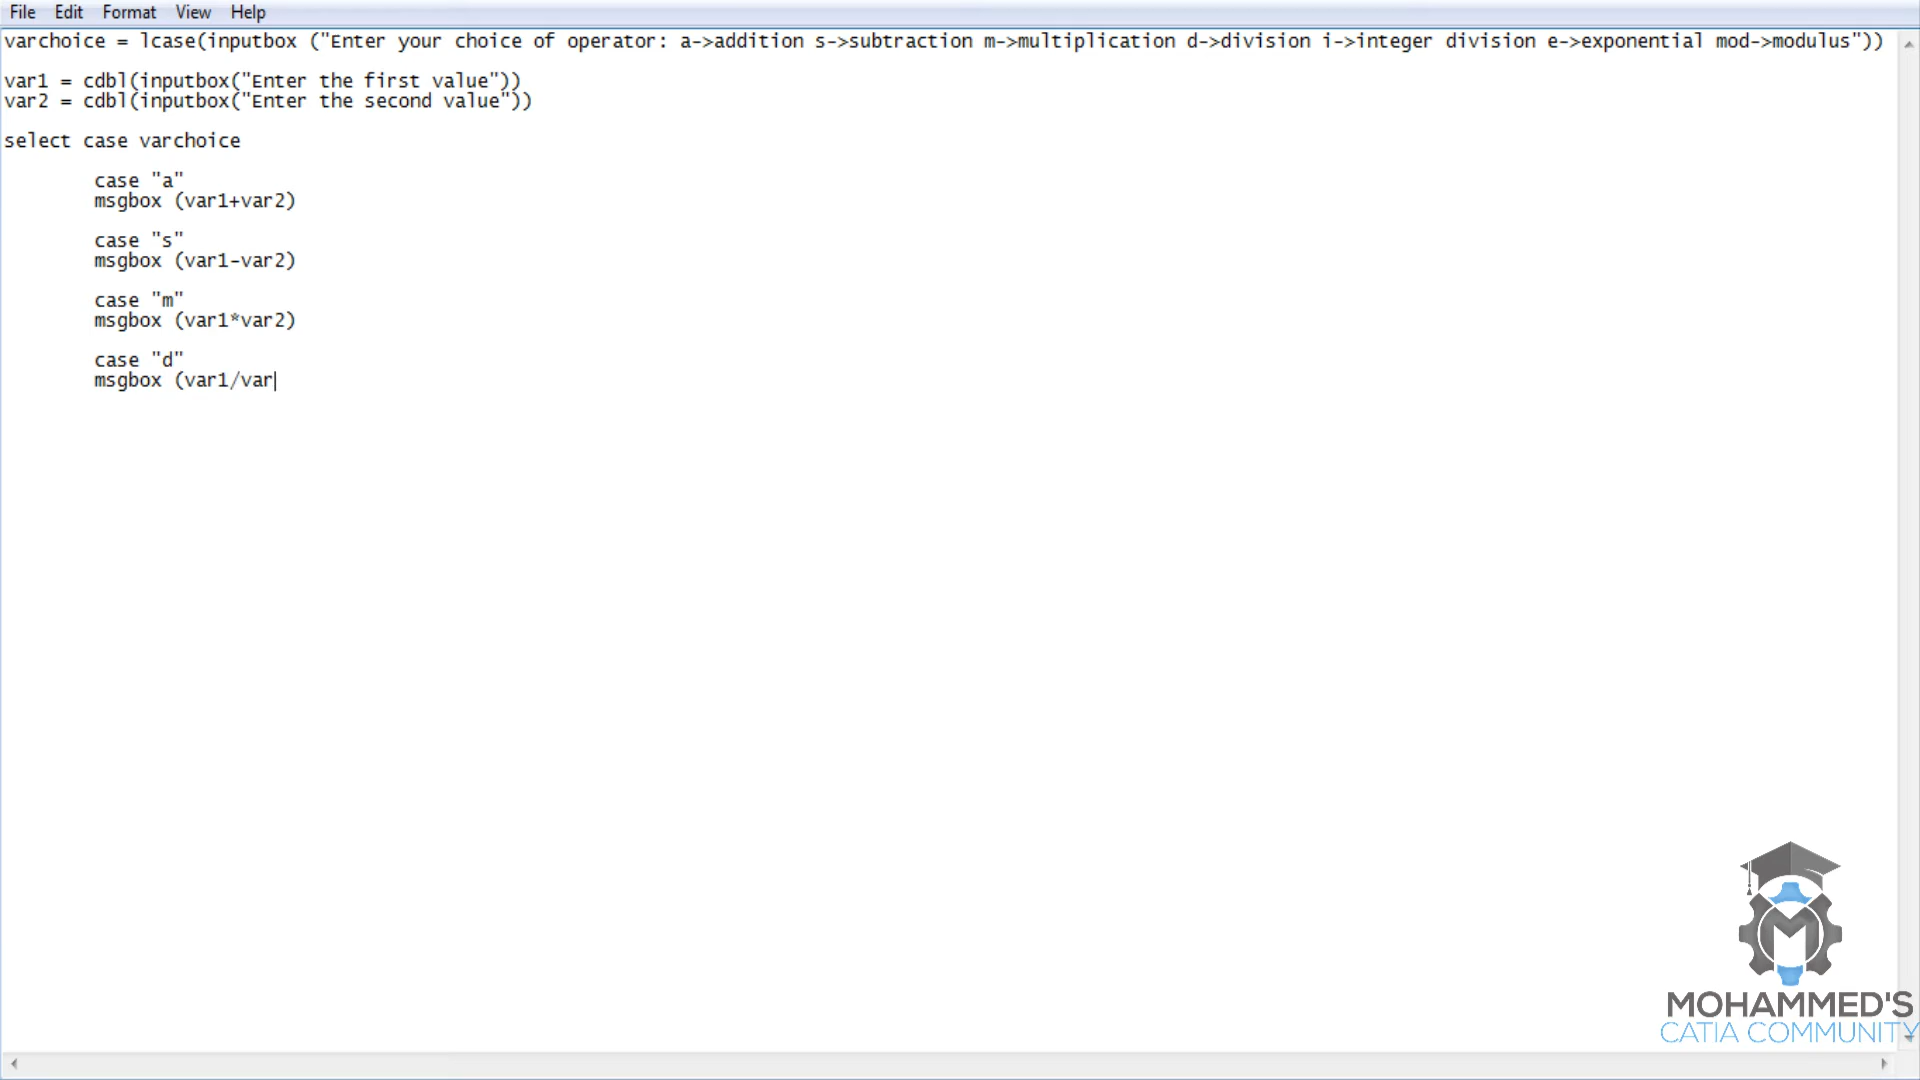 File Edit Format View Help
varchoice = lcase(inputbox ("Enter your choice of operator: a->addition s->subtraction m->multiplication d->division i->integer division e->exponential mod->modulus"))
var1 = cdbl(inputbox("Enter the first value"))
var2 = cdbl(inputbox("Enter the second value"))
select case varchoice
case "a"
msgbox (var1+var2)
case "s"
msgbox (var1-var2)
case "m"
msgbox (var1*var2)
case "d"
msgbox (var1/var
MOHAMMED'S
CATIA COMMUNITY